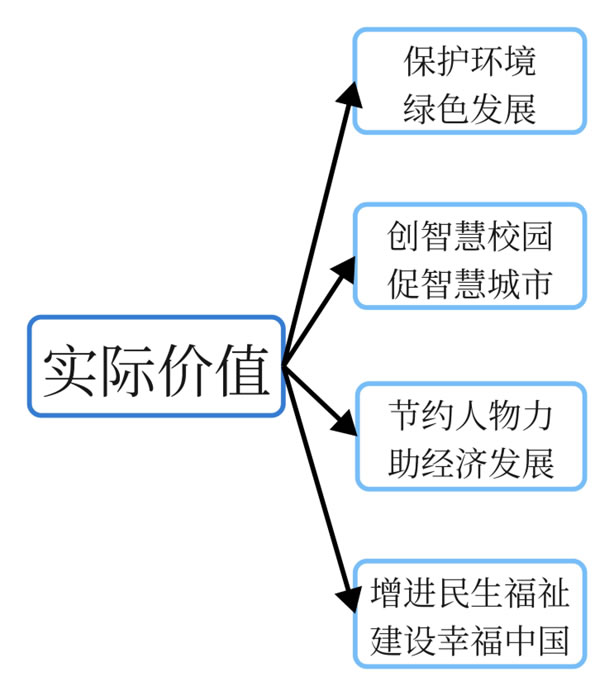 保护环境
绿色发展
创智慧校园
促智慧城市
实际价值
节约人物力
助经济发展
增进民生福祉
建设幸福中国